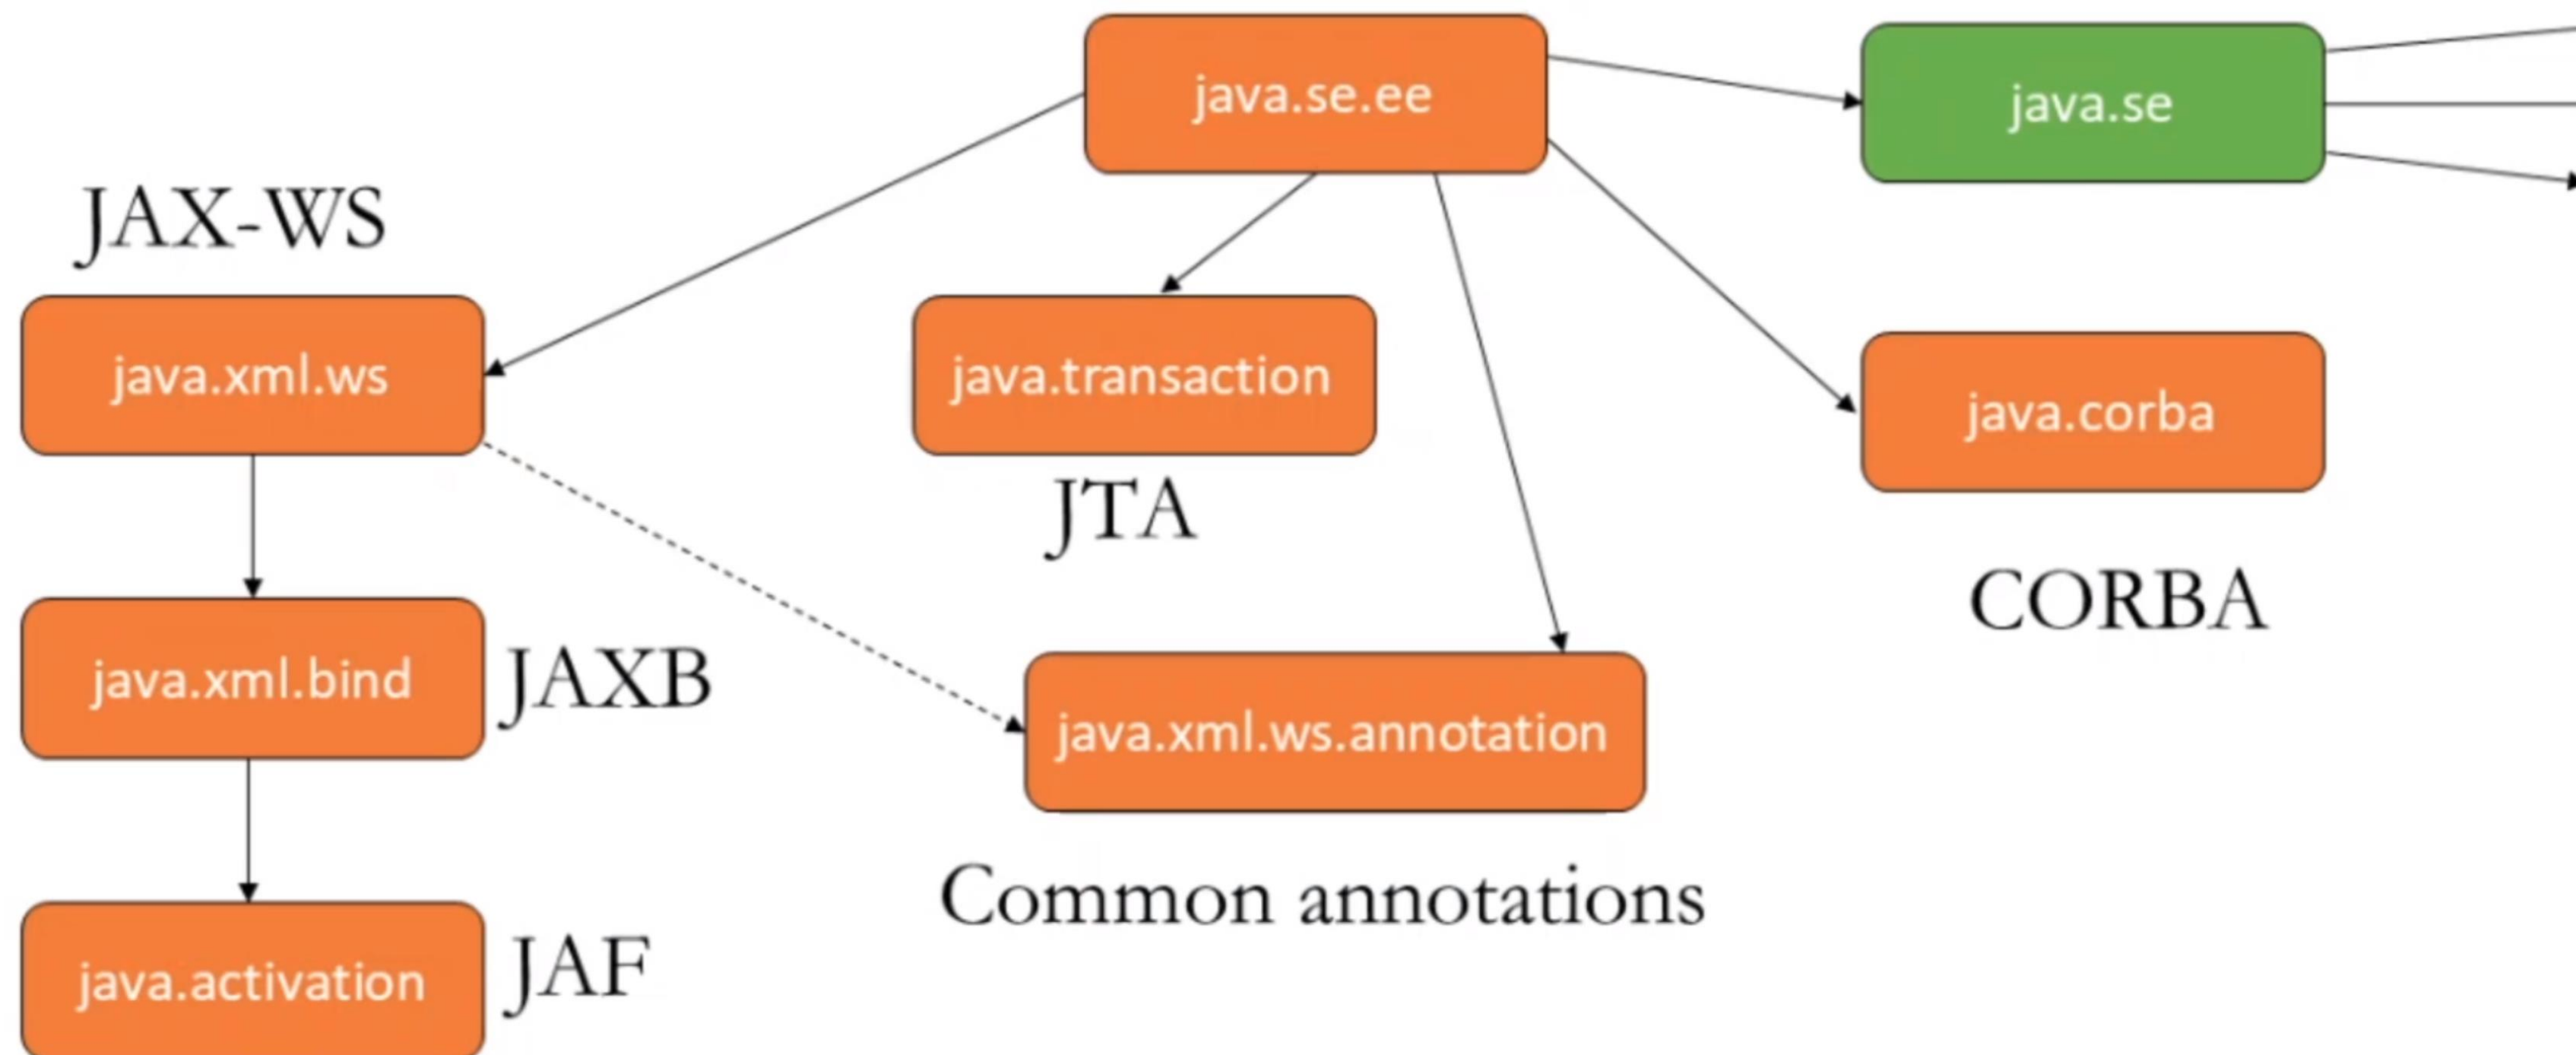 java.se.ee
java.se
JAX-WS
java.xml.ws
java.transaction
java.corba
JTA
CORBA
java.xml.bind
JAXB
java.xml.ws.annotation
Common annotations
java.activation
JAF